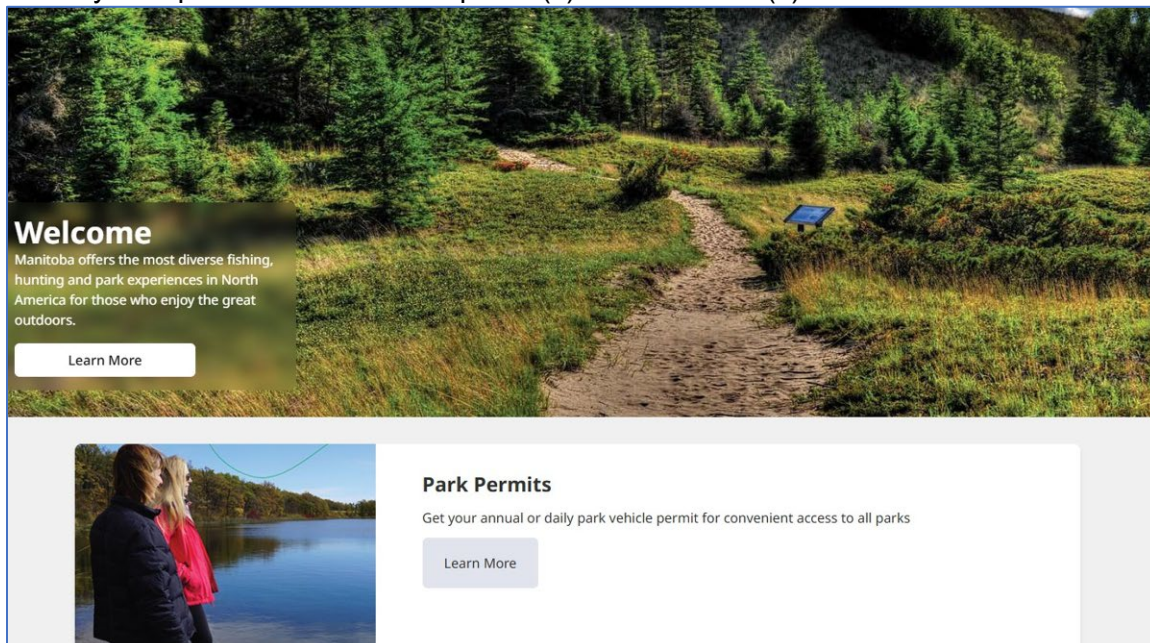 Welcome
Manitoba offers the most diverse fishing,
hunting and park experiences in North
America for those who enjoy the great
outdoors.
Learn More
Park Permits
Get your annual or daily park vehicle permit for convenient access to all parks
Learn More